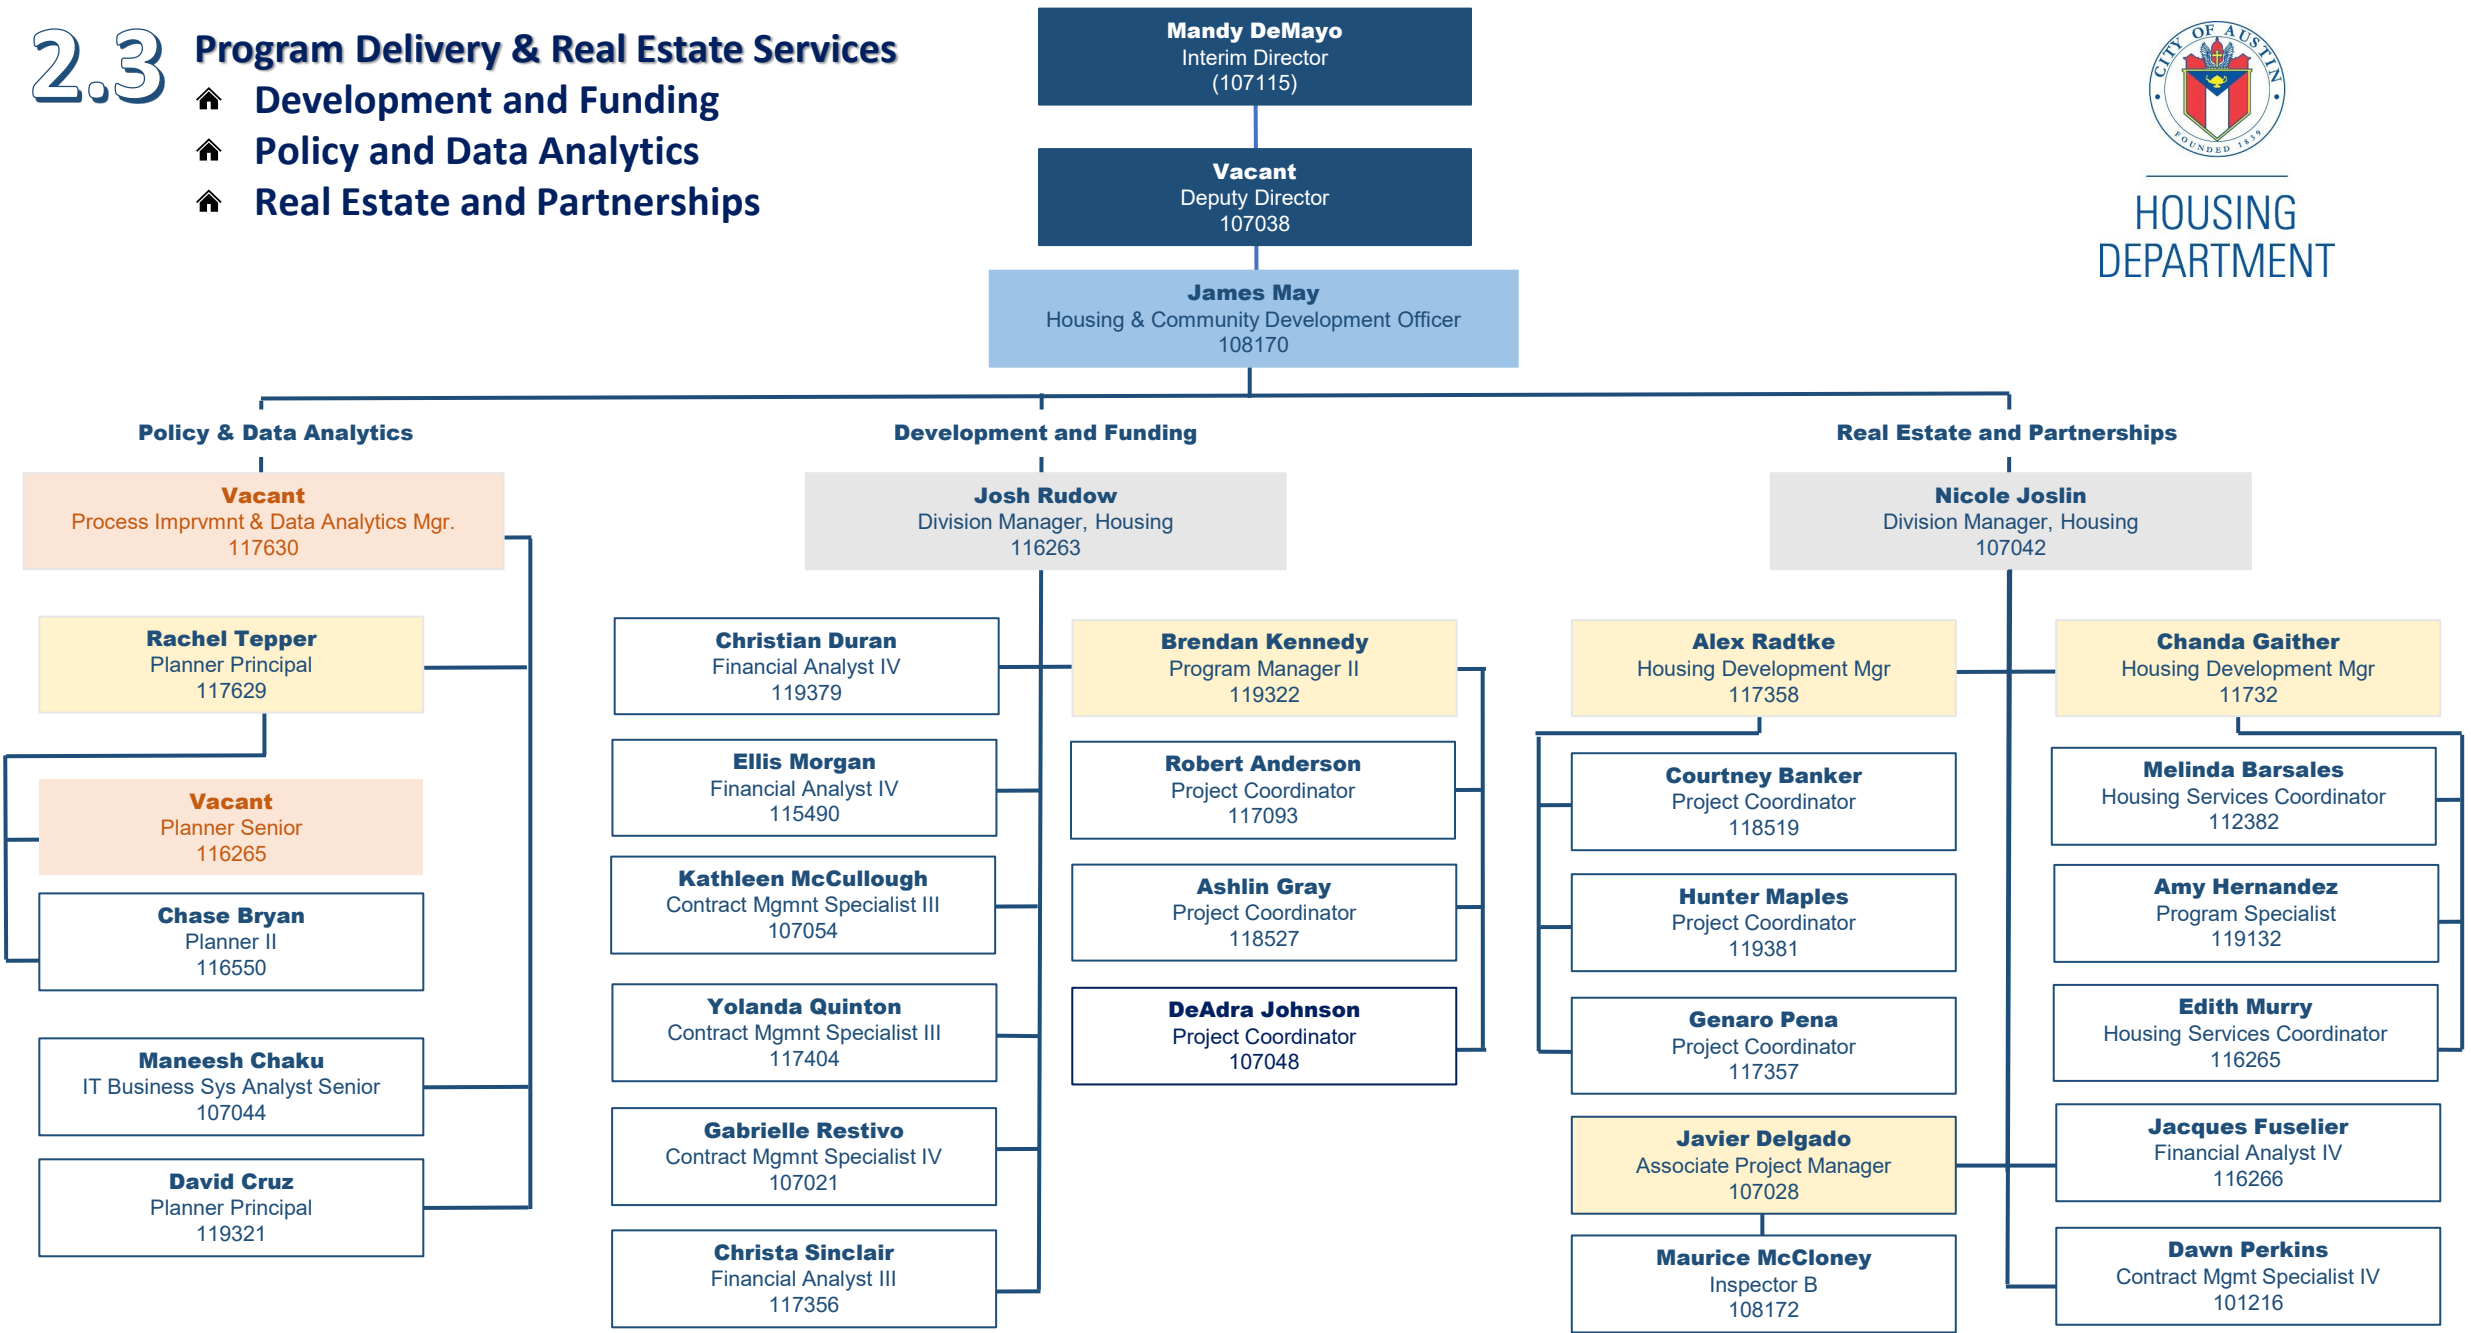 2.3
Program Delivery & Real Estate Services
Development and Funding
Policy and Data Analytics
Real Estate and Partnerships
Mandy DeMayo
Interim Director
(107115)
Vacant
Deputy Director
107038
James May
Housing & Community Development Officer
108170
CITY OF AUSTIN
FOUNDED 1839
HOUSING
DEPARTMENT
Policy & Data Analytics
Vacant
Process Imprvmnt & Data Analytics Mgr.
117630
Rachel Tepper
Planner Principal
117629
Vacant
Planner Senior
116265
Chase Bryan
Planner II
116550
Maneesh Chaku
IT Business Sys Analyst Senior
107044
David Cruz
Planner Principal
119321
Development and Funding
Josh Rudow
Division Manager, Housing
116263
Christian Duran
Financial Analyst IV
119379
Ellis Morgan
Financial Analyst IV
115490
Kathleen McCullough
Contract Mgmnt Specialist III
107054
Yolanda Quinton
Contract Mgmnt Specialist III
117404
Gabrielle Restivo
Contract Mgmnt Specialist IV
107021
Christa Sinclair
Financial Analyst III
117356
Brendan Kennedy
Program Manager II
119322
Robert Anderson
Project Coordinator
117093
Ashlin Gray
Project Coordinator
118527
DeAdra Johnson
Project Coordinator
107048
Real Estate and Partnerships
Nicole Joslin
Division Manager, Housing
107042
Alex Radtke
Housing Development Mgr
117358
Courtney Banker
Project Coordinator
118519
Hunter Maples
Project Coordinator
119381
Genaro Pena
Project Coordinator
117357
Javier Delgado
Associate Project Manager
107028
Maurice McCloney
Inspector B
108172
Chanda Gaither
Housing Development Mgr
11732
Melinda Barsales
Housing Services Coordinator
112382
Amy Hernandez
Program Specialist
119132
Edith Murry
Housing Services Coordinator
116265
Jacques Fuselier
Financial Analyst IV
116266
Dawn Perkins
Contract Mgmt Specialist IV
101216